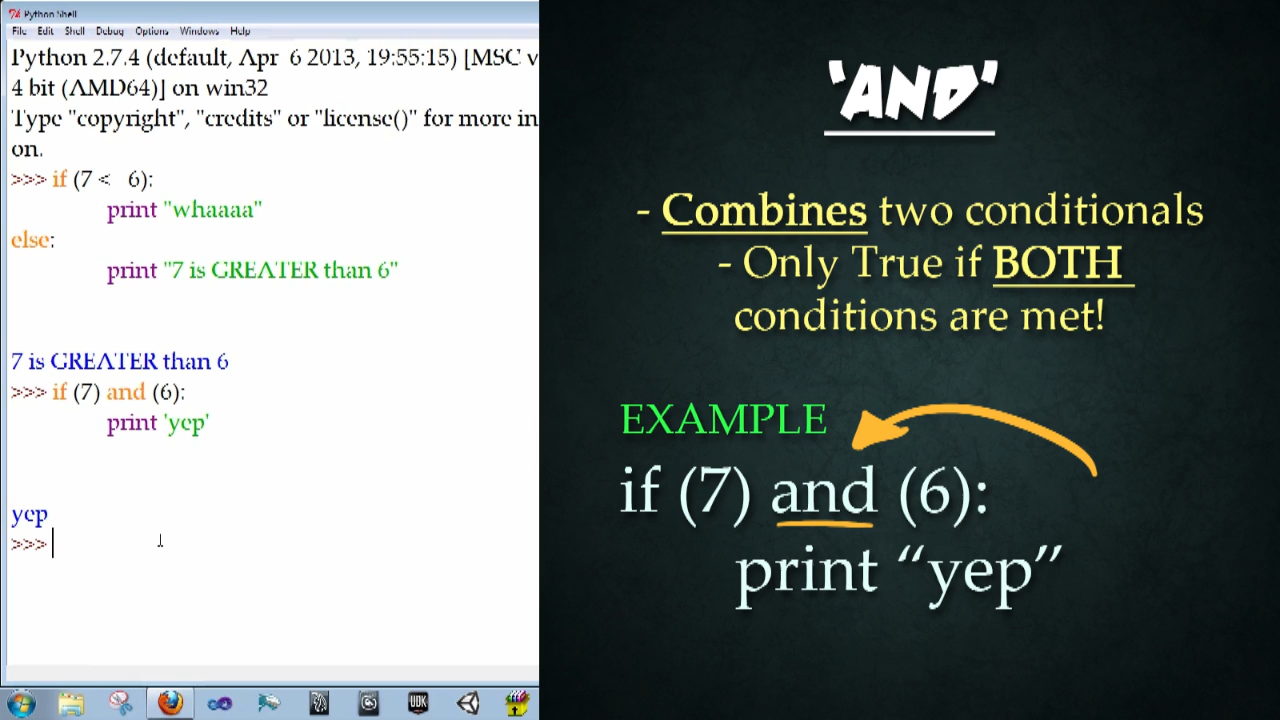 Python Shell
File Edit Shell Debug Options Windows Help
Python 2.7.4 (default, Apr 6 2013, 19:55:15) [MSC v
4 bit (AMD64)] on win32
Type "copyright", "credits" or "license()" for more in
on.
>>> if (7 < 6):
print "whaaaa"
else:
print "7 is GREATER than 6"
7 is GREATER than 6
>>> if (7) and (6):
print 'yep'
yep
>>>
UDK
'AND'
- Combines two conditionals
- Only True if BOTH
conditions are met!
EXAMPLE
if (7) and (6):
print “yep”